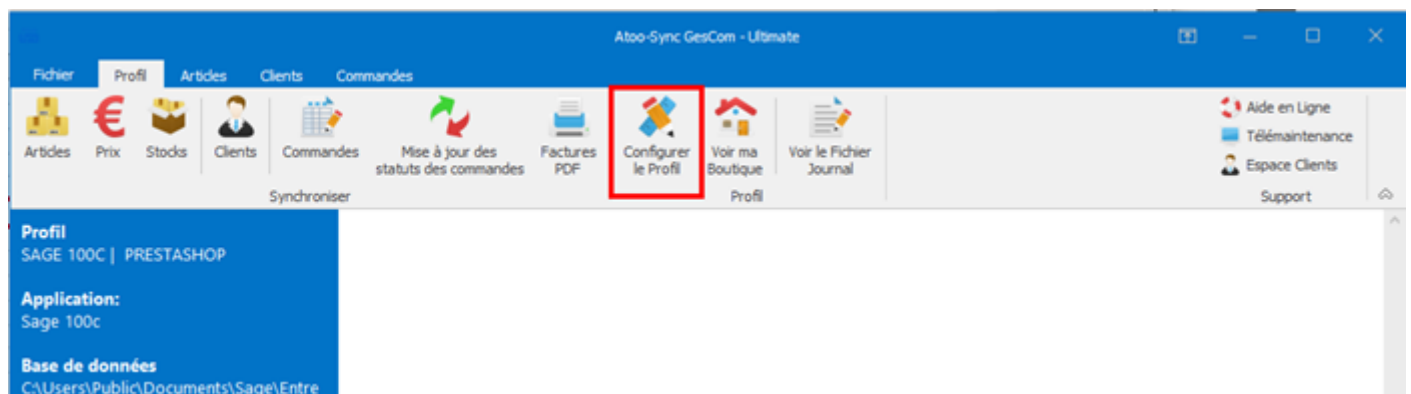 Atoo-Sync GesCom - Ultimate
Fichier Profil Articles Clients Commandes
Articles Prix Stocks Clients Commandes Mise à jour des statuts des commandes Factures PDF Configurer le Profil Voir ma Boutique Voir le Fichier Journal
Synchroniser Profil
Aide en Ligne
Télémaintenance
Espace Clients
Support
Profil
SAGE 100C | PRESTASHOP
Application:
Sage 100c
Base de données
C:\Users\Public\Documents\Sage\Entre